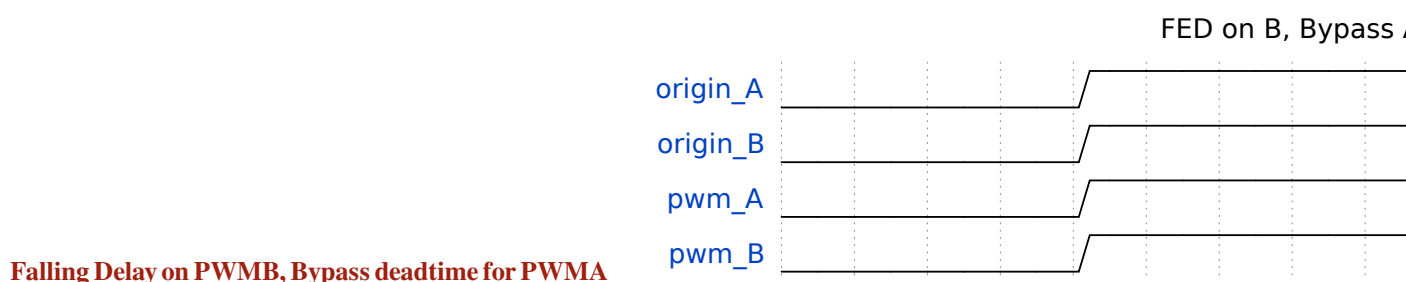 FED on B, Bypass A
origin_A
origin_B
pwm_A
pwm_B
Falling Delay on PWMB, Bypass deadtime for PWMA